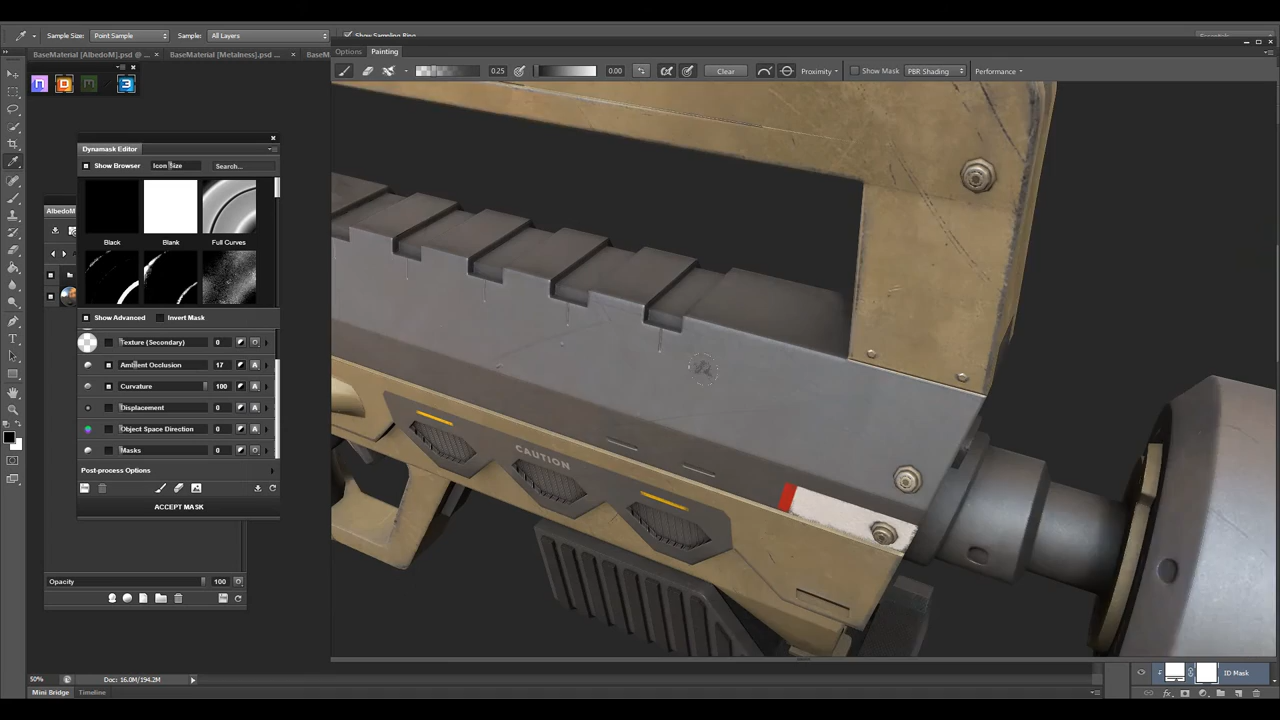 Sample Size: Point Sample Sample: All Layers Show Sampling Ring Essentials
BaseMaterial [AlbedoM].psd @ ... × BaseMaterial [Metalness].psd ... × BaseM
Options Painting
0.25 0.00 Clear Proximity Show Mask PBR Shading Performance
Dynamask Editor
Show Browser Icon Size Search...
Black Blank Full Curves
AlbedoM
Show Advanced Invert Mask
Texture (Secondary) 0
Ambient Occlusion 17 A
Curvature 100 A
Displacement 0
Object Space Direction 0 A
Masks 0
Post-process Options
ACCEPT MASK
CAUTION
Opacity 100
50% Doc: 16.0M/194.2M
Mini Bridge Timeline
ID Mask